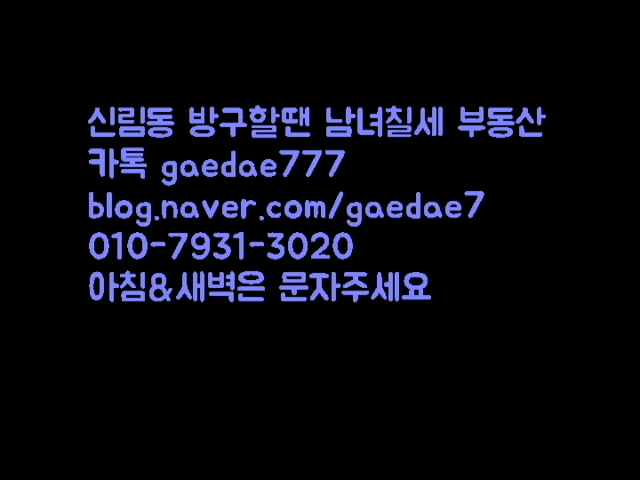 신림동 방구할땐 남녀칠세 부동산
카톡 gaedae777
blog.naver.com/gaedae7
010-7931-3020
아침&새벽은 문자주세요